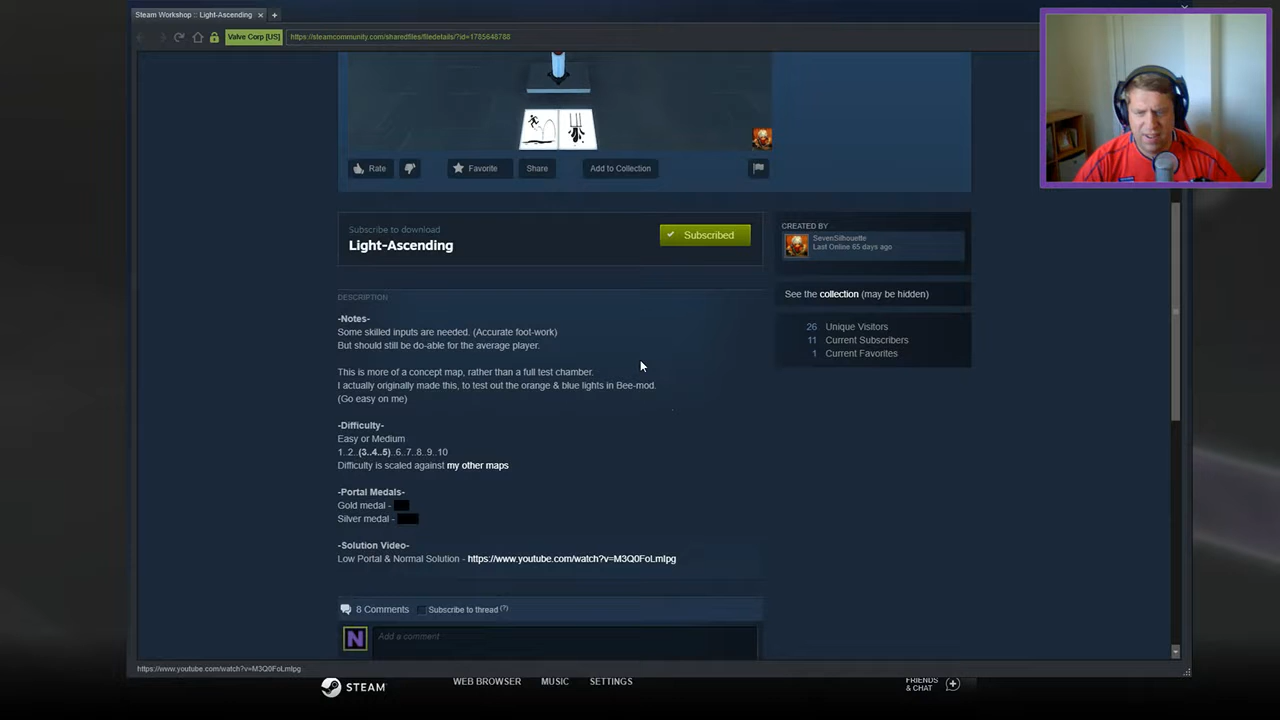 Steam Workshop :: Light-Ascending
Valve Corp [US]
https://steamcommunity.com/sharedfiles/filedetails/?id=1785648788
Rate
Favorite
Share
Add to Collection
Subscribe to download
Light-Ascending
Subscribed
CREATED BY
SevenSilhouette
Last Online 65 days ago
See the collection (may be hidden)
26 Unique Visitors
11 Current Subscribers
1 Current Favorites
DESCRIPTION
-Notes-
Some skilled inputs are needed. (Accurate foot-work)
But should still be do-able for the average player.
This is more of a concept map, rather than a full test chamber.
I actually originally made this, to test out the orange & blue lights in Bee-mod.
(Go easy on me)
-Difficulty-
Easy or Medium
1..2..(3..4..5)..6..7..8..9..10
Difficulty is scaled against my other maps
-Portal Medals-
Gold medal -
Silver medal -
-Solution Video-
Low Portal & Normal Solution - https://www.youtube.com/watch?v=M3Q0FoLmIpg
8 Comments
Subscribe to thread (?)
N
Add a comment
https://www.youtube.com/watch?v=M3Q0FoLmIpg
STEAM
WEB BROWSER
MUSIC
SETTINGS
FRIENDS
& CHAT